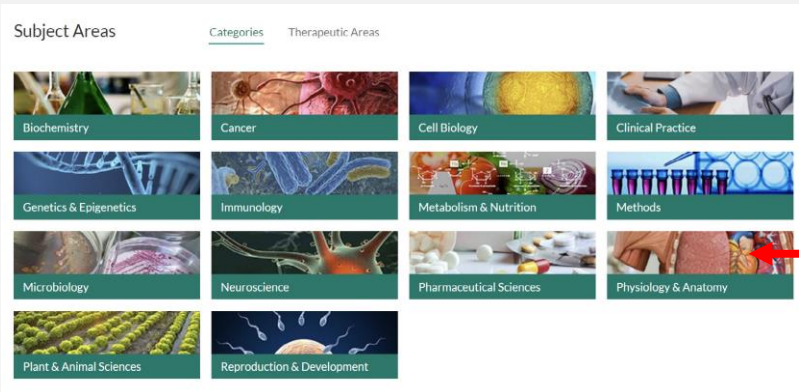 Subject Areas
Categories
Therapeutic Areas
Biochemistry
Cancer
Cell Biology
Clinical Practice
Genetics & Epigenetics
Immunology
Metabolism & Nutrition
Methods
Microbiology
Neuroscience
Pharmaceutical Sciences
Physiology & Anatomy
Plant & Animal Sciences
Reproduction & Development